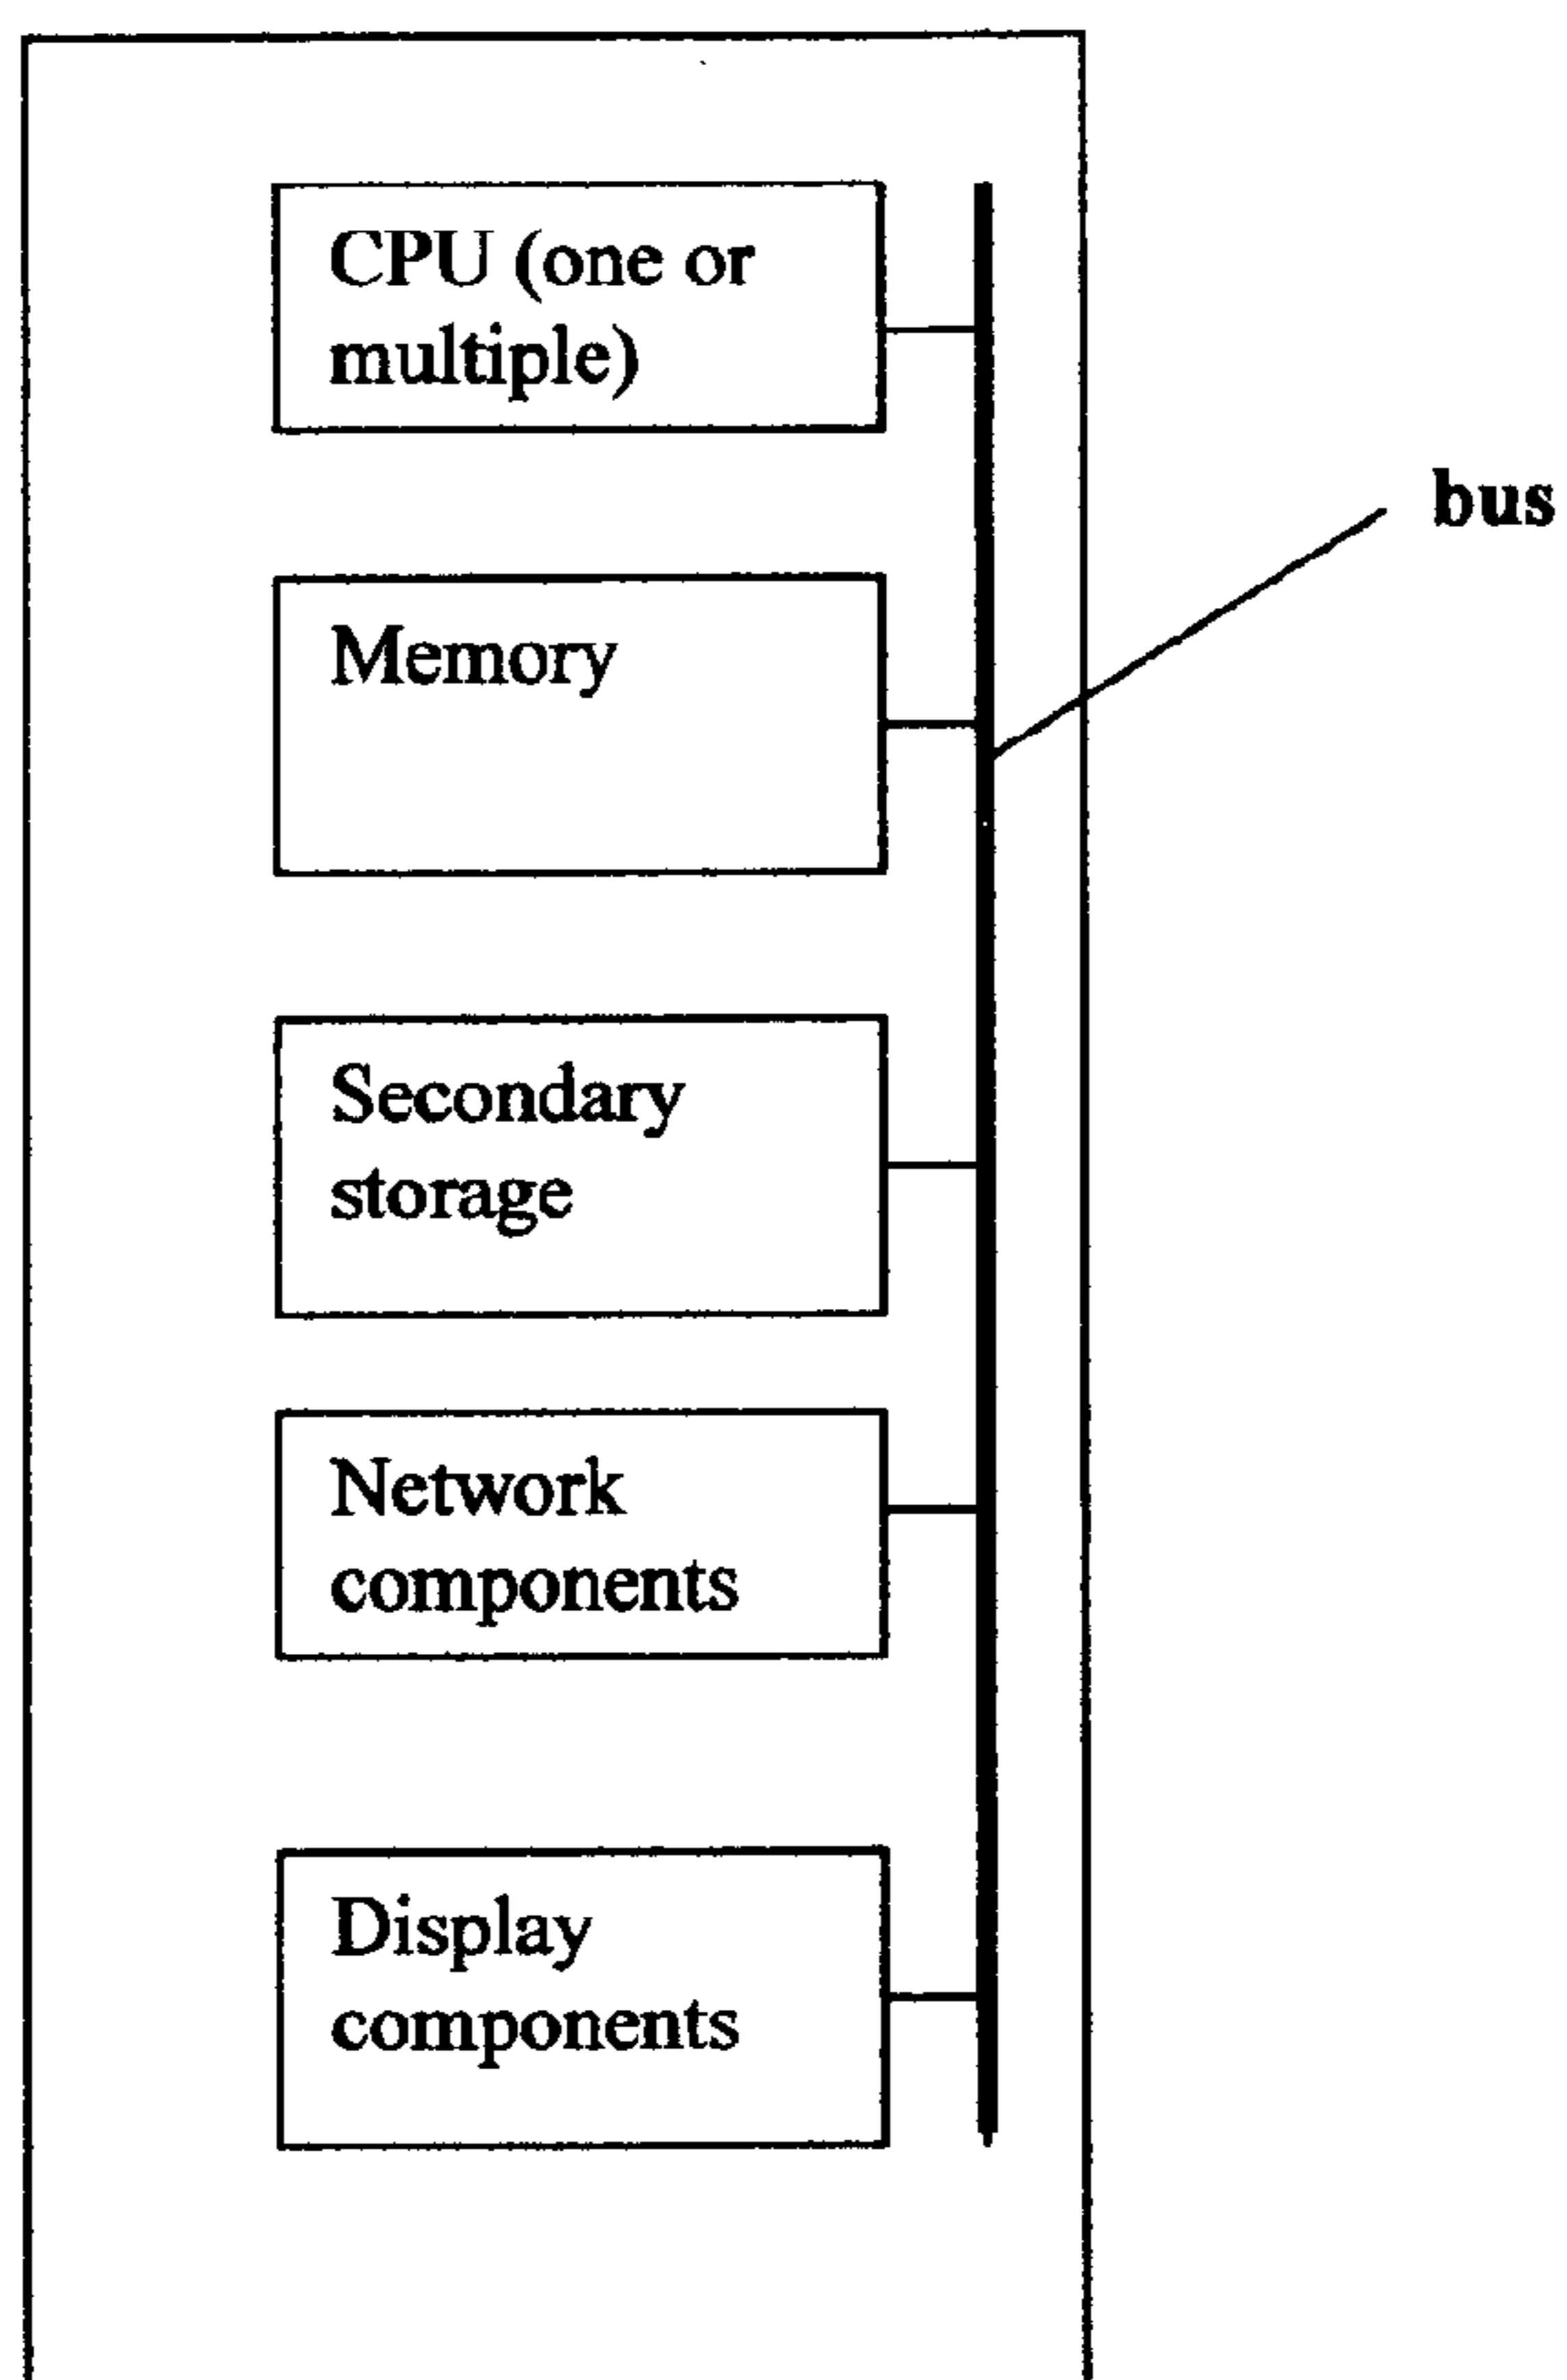 CPU (one or
multiple)
bus
Memory
Secondary
storage
Network
components
Display
components